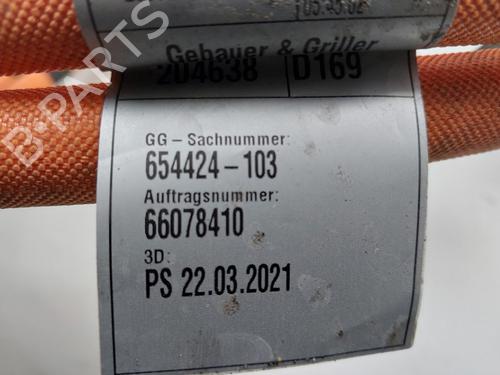 Gebauer & Griller
204638 D169
GG - Sachnummer:
654424-103
Auftragsnummer:
66078410
3D:
PS 22.03.2021
B-PARTS